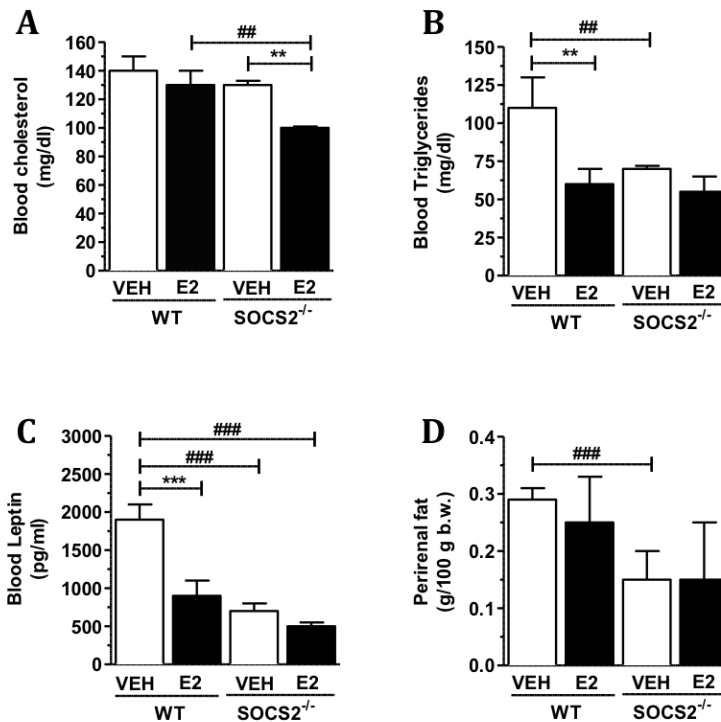 A
##
**
Blood cholesterol
(mg/dl)
160
140
120
100
80
60
40
20
0
VEH E2 VEH E2
WT SOCS2-/-
B
##
**
Blood Triglycerides
(mg/dl)
150
125
100
75
50
25
0
VEH E2 VEH E2
WT SOCS2-/-
C
###
###
***
Blood Leptin
(pg/ml)
3000
2500
2000
1500
1000
500
0
VEH E2 VEH E2
WT SOCS2-/-
D
###
Perirenal fat
(g/100 g b.w.)
0.4
0.3
0.2
0.1
0.0
VEH E2 VEH E2
WT SOCS2-/-